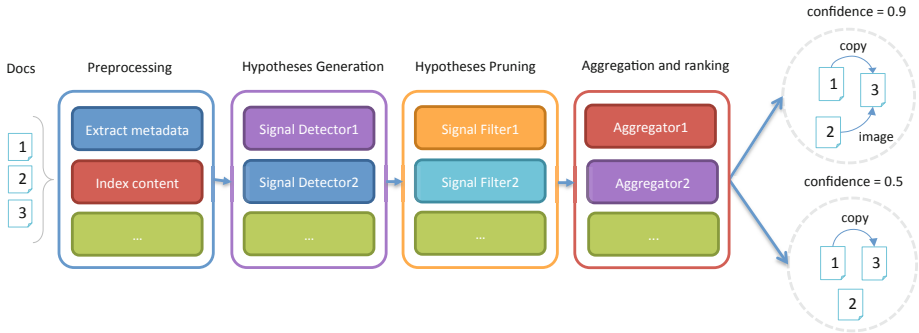 Docs
1
2
3
Preprocessing
Extract metadata
Index content
...
Hypotheses Generation
Signal Detector1
Signal Detector2
...
Hypotheses Pruning
Signal Filter1
Signal Filter2
...
Aggregation and ranking
Aggregator1
Aggregator2
...
confidence = 0.9
copy
1
3
2
image
confidence = 0.5
copy
1
3
2